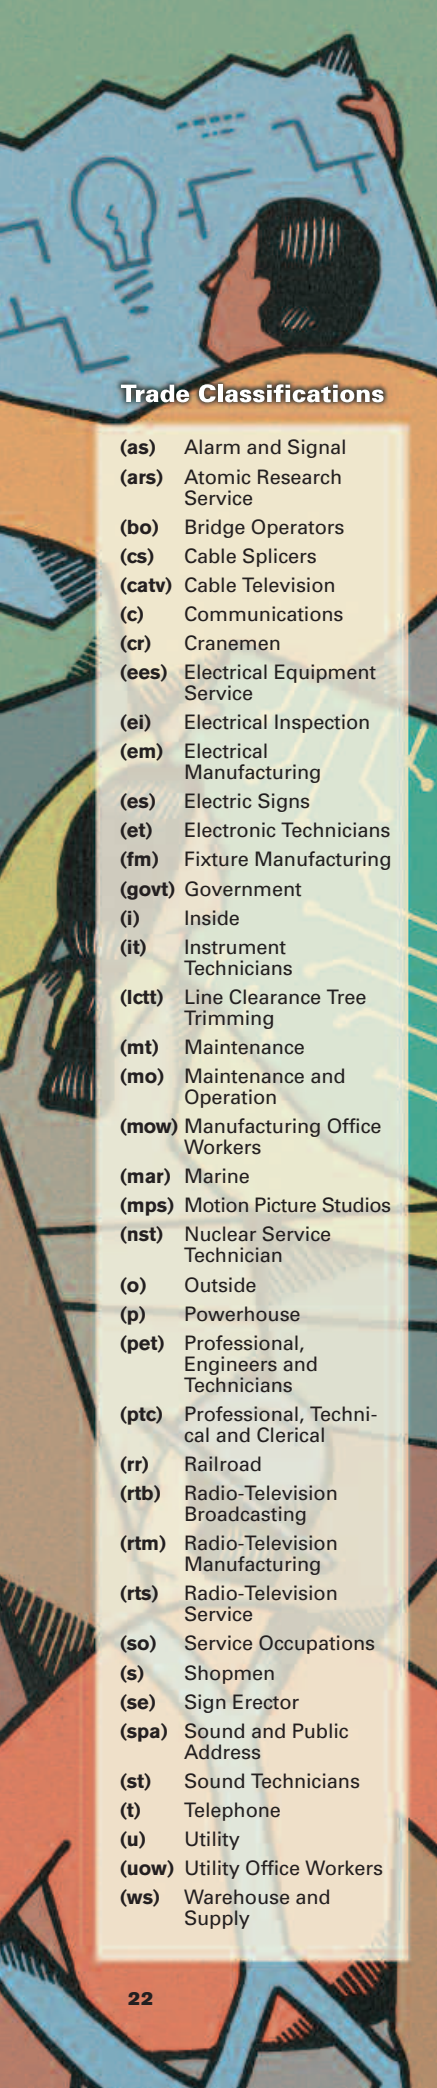 Trade Classifications
(as) Alarm and Signal
(ars) Atomic Research
Service
(bo) Bridge Operators
(cs) Cable Splicers
(catv) Cable Television
(c) Communications
(cr) Cranemen
(ees) Electrical Equipment
Service
(ei) Electrical Inspection
(em) Electrical
Manufacturing
(es) Electric Signs
(et) Electronic Technicians
(fm) Fixture Manufacturing
(govt) Government
(i) Inside
(it) Instrument
Technicians
(lctt) Line Clearance Tree
Trimming
(mt) Maintenance
(mo) Maintenance and
Operation
(mow) Manufacturing Office
Workers
(mar) Marine
(mps) Motion Picture Studios
(nst) Nuclear Service
Technician
(o) Outside
(p) Powerhouse
(pet) Professional,
Engineers and
Technicians
(ptc) Professional, Techni-
cal and Clerical
(rr) Railroad
(rtb) Radio-Television
Broadcasting
(rtm) Radio-Television
Manufacturing
(rts) Radio-Television
Service
(so) Service Occupations
(s) Shopmen
(se) Sign Erector
(spa) Sound and Public
Address
(st) Sound Technicians
(t) Telephone
(u) Utility
(uow) Utility Office Workers
(ws) Warehouse and
Supply
22